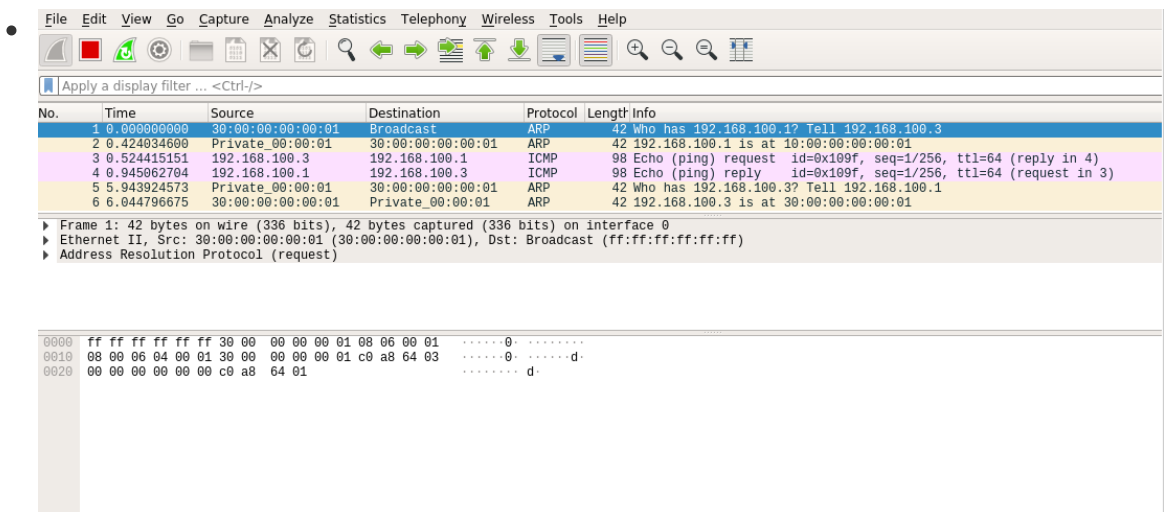 File Edit View Go Capture Analyze Statistics Telephony Wireless Tools Help
Apply a display filter ... <Ctrl-/>
No. Time Source Destination Protocol Length Info
1 0.000000000 30:00:00:00:00:01 Broadcast ARP 42 Who has 192.168.100.1? Tell 192.168.100.3
2 0.424034600 Private_00:00:01 30:00:00:00:00:01 ARP 42 192.168.100.1 is at 10:00:00:00:00:01
3 0.524415151 192.168.100.3 192.168.100.1 ICMP 98 Echo (ping) request id=0x109f, seq=1/256, ttl=64 (reply in 4)
4 0.945062704 192.168.100.1 192.168.100.3 ICMP 98 Echo (ping) reply id=0x109f, seq=1/256, ttl=64 (request in 3)
5 5.943924573 Private_00:00:01 30:00:00:00:00:01 ARP 42 Who has 192.168.100.3? Tell 192.168.100.1
6 6.044796675 30:00:00:00:00:01 Private_00:00:01 ARP 42 192.168.100.3 is at 30:00:00:00:00:01
Frame 1: 42 bytes on wire (336 bits), 42 bytes captured (336 bits) on interface 0
Ethernet II, Src: 30:00:00:00:00:01 (30:00:00:00:00:01), Dst: Broadcast (ff:ff:ff:ff:ff:ff)
Address Resolution Protocol (request)
0000 ff ff ff ff ff ff 30 00 00 00 00 01 08 06 00 01 ······0· ········
0010 08 00 06 04 00 01 30 00 00 00 00 01 c0 a8 64 03 ······0· ······d·
0020 00 00 00 00 00 00 c0 a8 64 01 ········ d·